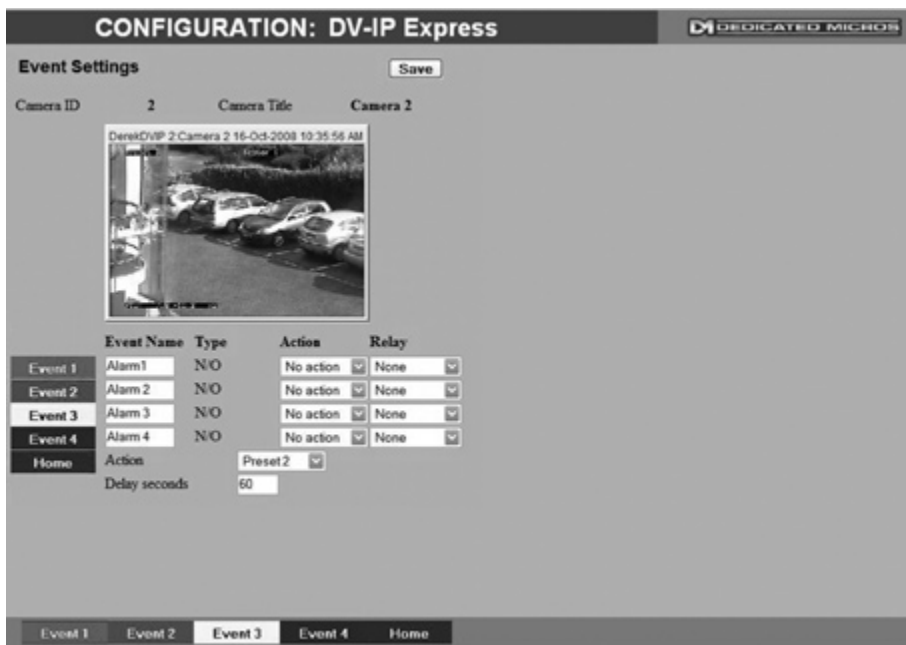 CONFIGURATION: DV-IP Express
DEDICATED MICROS
Event Settings Save
Camera ID 2 Camera Title Camera 2
DerekDVIP 2:Camera 2 16-Oct-2008 10:35:56 AM
Event Name Type Action Relay
Event 1 Alarm1 N/O No action None
Event 2 Alarm 2 N/O No action None
Event 3 Alarm 3 N/O No action None
Event 4 Alarm 4 N/O No action None
Home Action Preset 2
Delay seconds 60
Event 1 Event 2 Event 3 Event 4 Home